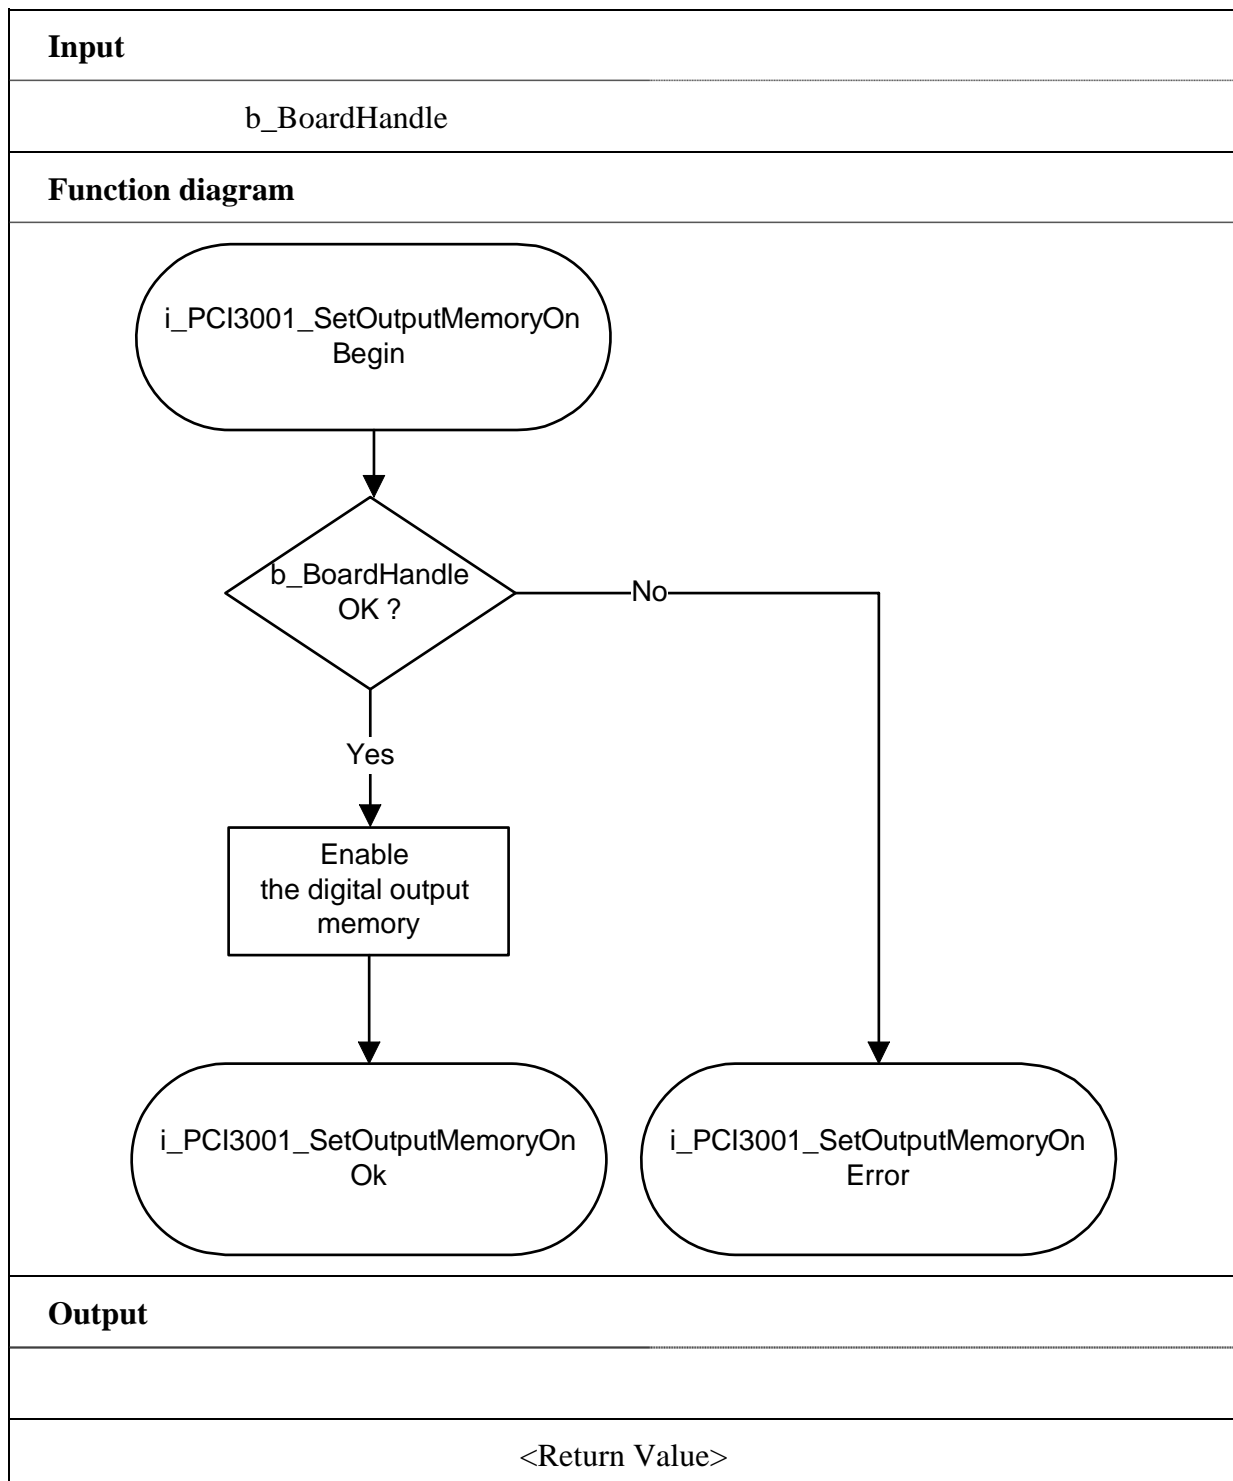 Input
b_BoardHandle
Function diagram
i_PCI3001_SetOutputMemoryOn
Begin
b_BoardHandle
OK ?
No
Yes
Enable
the digital output
memory
i_PCI3001_SetOutputMemoryOn
Ok
i_PCI3001_SetOutputMemoryOn
Error
Output
<Return Value>